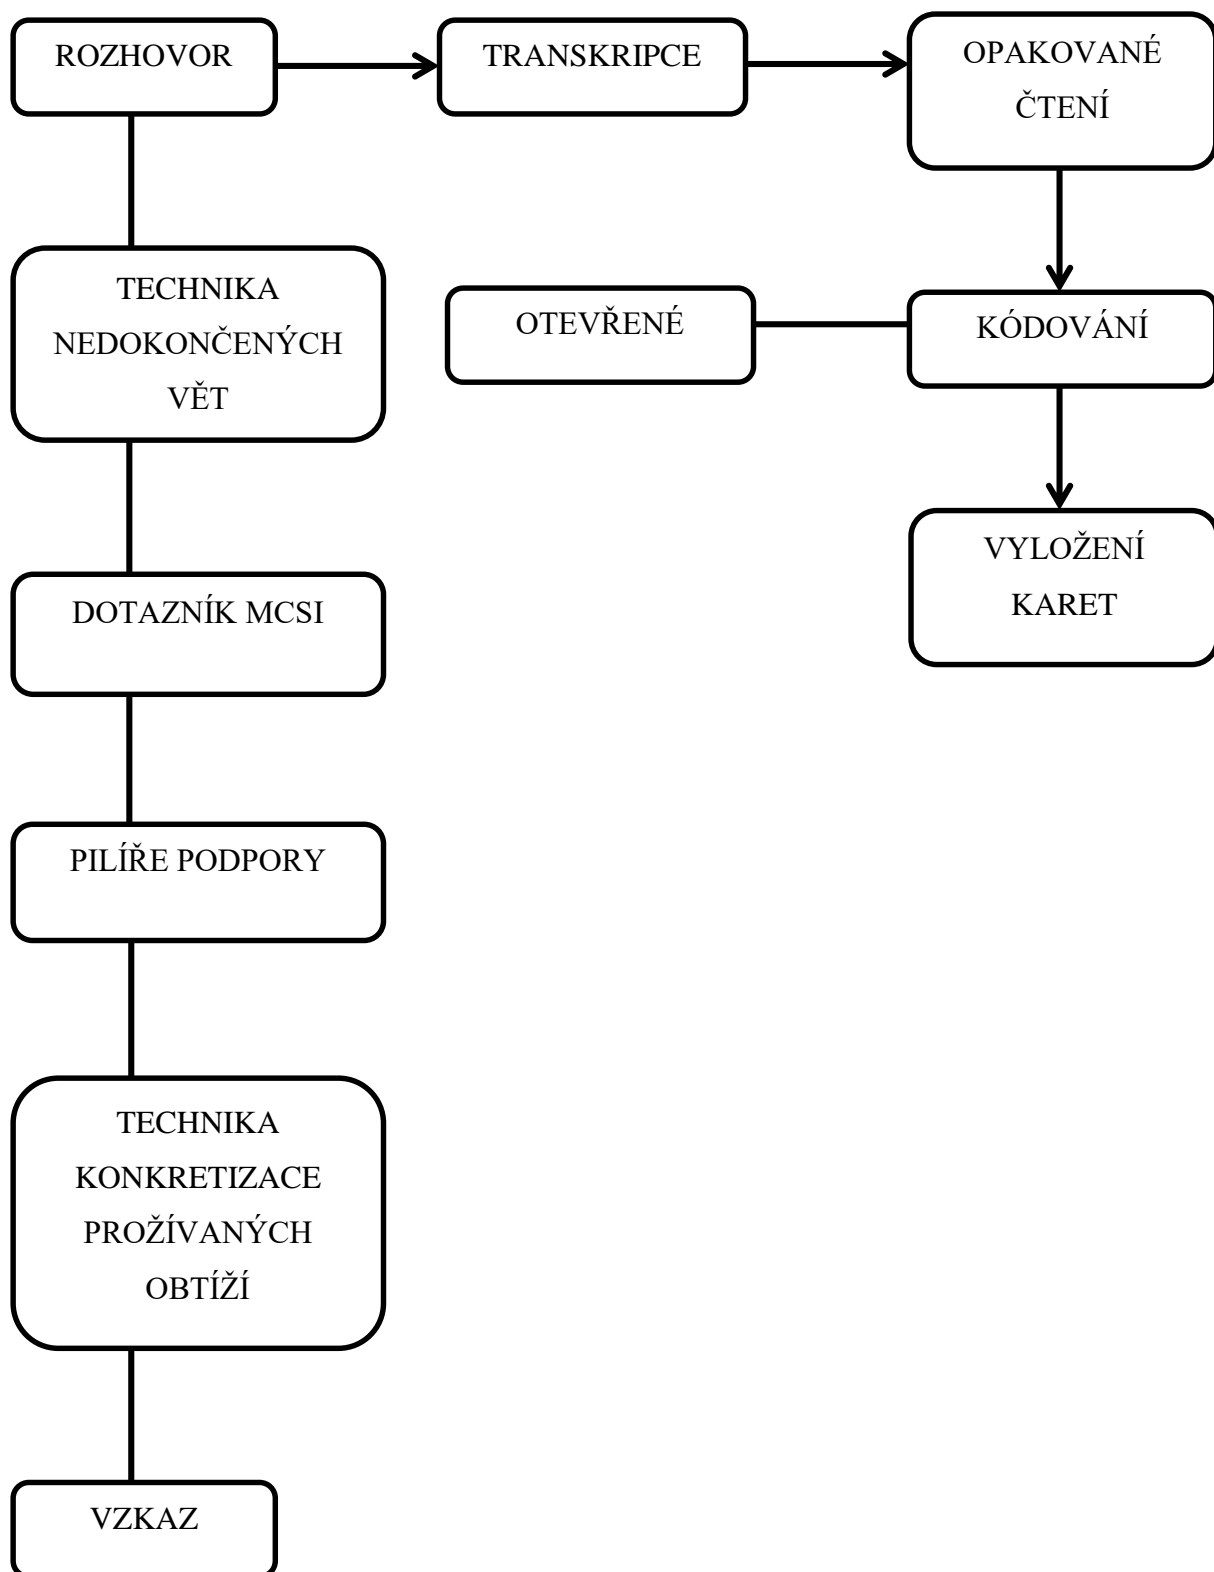 ROZHOVOR
TRANSKRIPCE
OPAKOVANÉ
ČTENÍ
TECHNIKA
NEDOKONČENÝCH
VĚT
OTEVŘENÉ
KÓDOVÁNÍ
VYLOŽENÍ
KARET
DOTAZNÍK MCSI
PILÍŘE PODPORY
TECHNIKA
KONKRETIZACE
PROŽÍVANÝCH
OBTÍŽÍ
VZKAZ